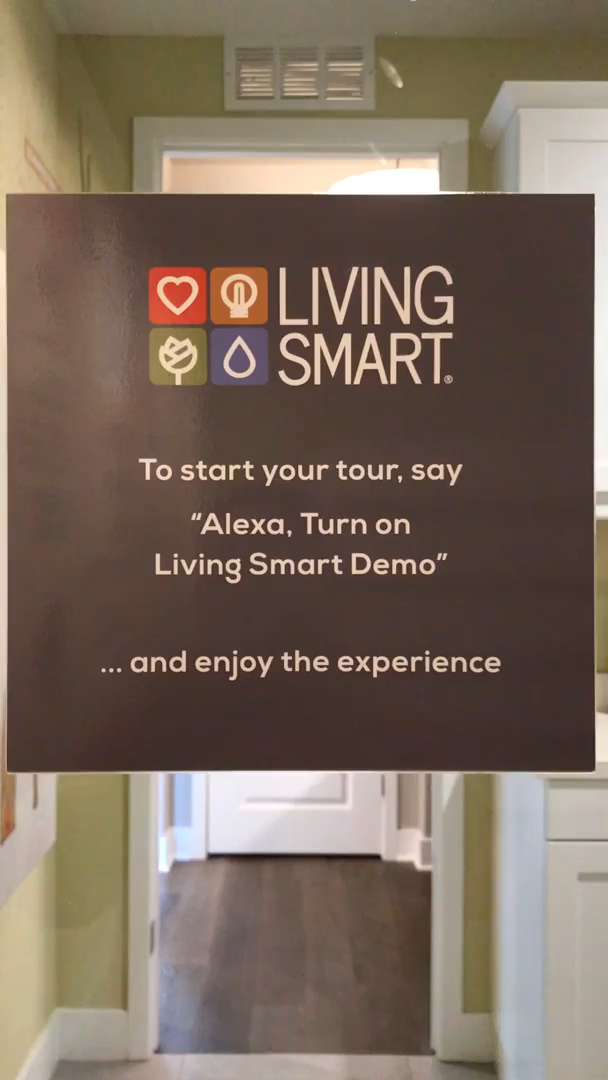 LIVING
SMART®
To start your tour, say
“Alexa, Turn on
Living Smart Demo”
... and enjoy the experience